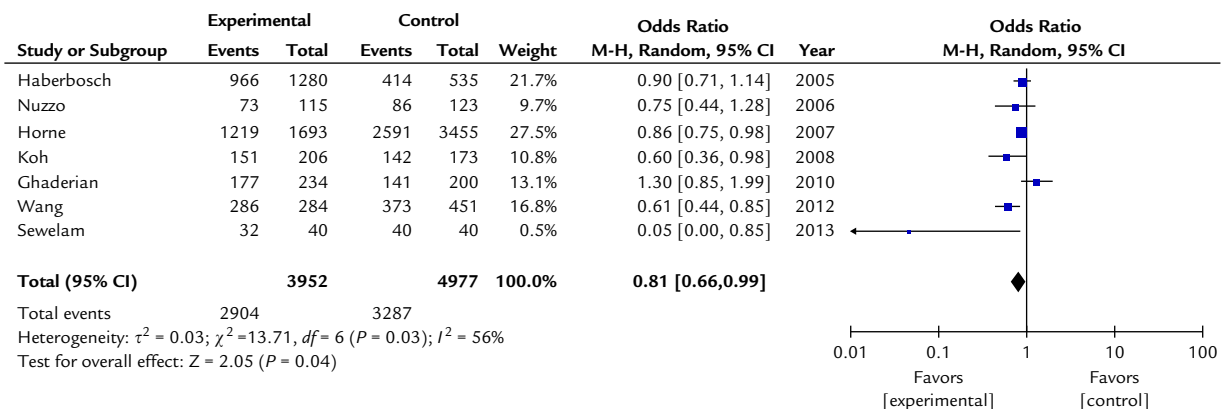 Experimental Control Odds Ratio Odds Ratio
Study or Subgroup Events Total Events Total Weight M-H, Random, 95% CI Year M-H, Random, 95% CI
Haberbosch 966 1280 414 535 21.7% 0.90 [0.71, 1.14] 2005
Nuzzo 73 115 86 123 9.7% 0.75 [0.44, 1.28] 2006
Horne 1219 1693 2591 3455 27.5% 0.86 [0.75, 0.98] 2007
Koh 151 206 142 173 10.8% 0.60 [0.36, 0.98] 2008
Ghaderian 177 234 141 200 13.1% 1.30 [0.85, 1.99] 2010
Wang 286 284 373 451 16.8% 0.61 [0.44, 0.85] 2012
Sewelam 32 40 40 40 0.5% 0.05 [0.00, 0.85] 2013
Total (95% CI) 3952 4977 100.0% 0.81 [0.66,0.99]
Total events 2904 3287
Heterogeneity: τ² = 0.03; χ² =13.71, df = 6 (P = 0.03); I² = 56%
Test for overall effect: Z = 2.05 (P = 0.04)
0.01 0.1 1 10 100
Favors Favors
[experimental] [control]